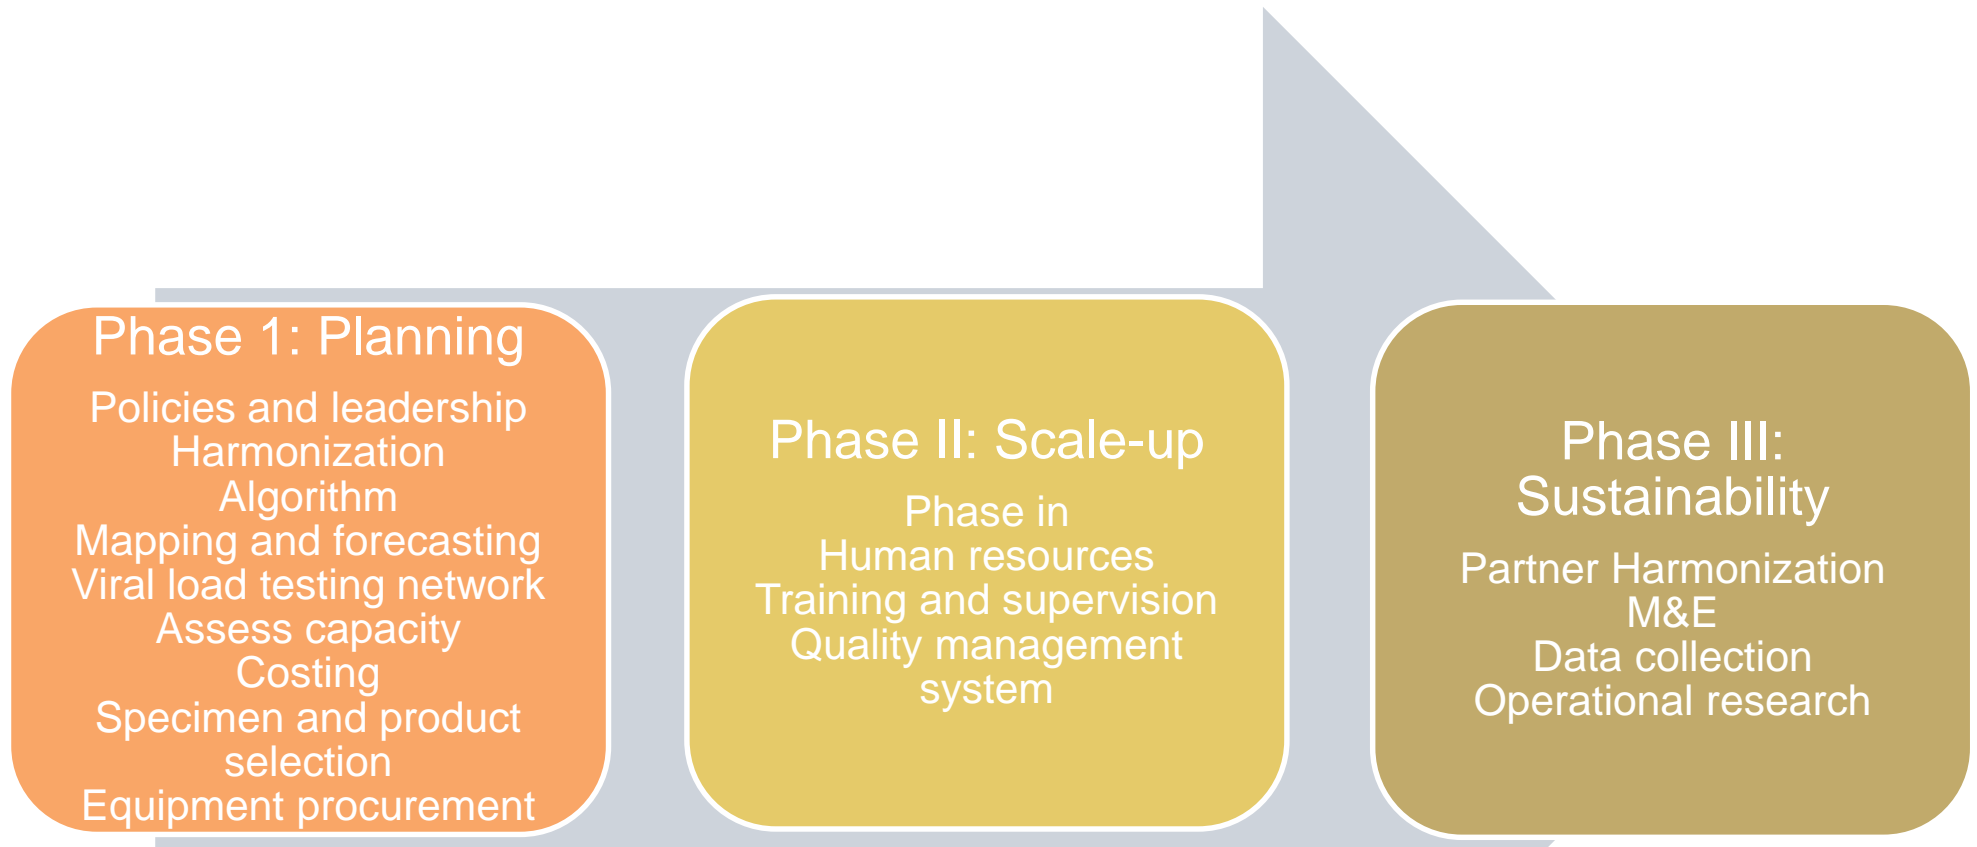 Phase 1: Planning
Policies and leadership
Harmonization
Algorithm
Mapping and forecasting
Viral load testing network
Assess capacity
Costing
Specimen and product
selection
Equipment procurement
Phase II: Scale-up
Phase in
Human resources
Training and supervision
Quality management
system
Phase III:
Sustainability
Partner Harmonization
M&E
Data collection
Operational research